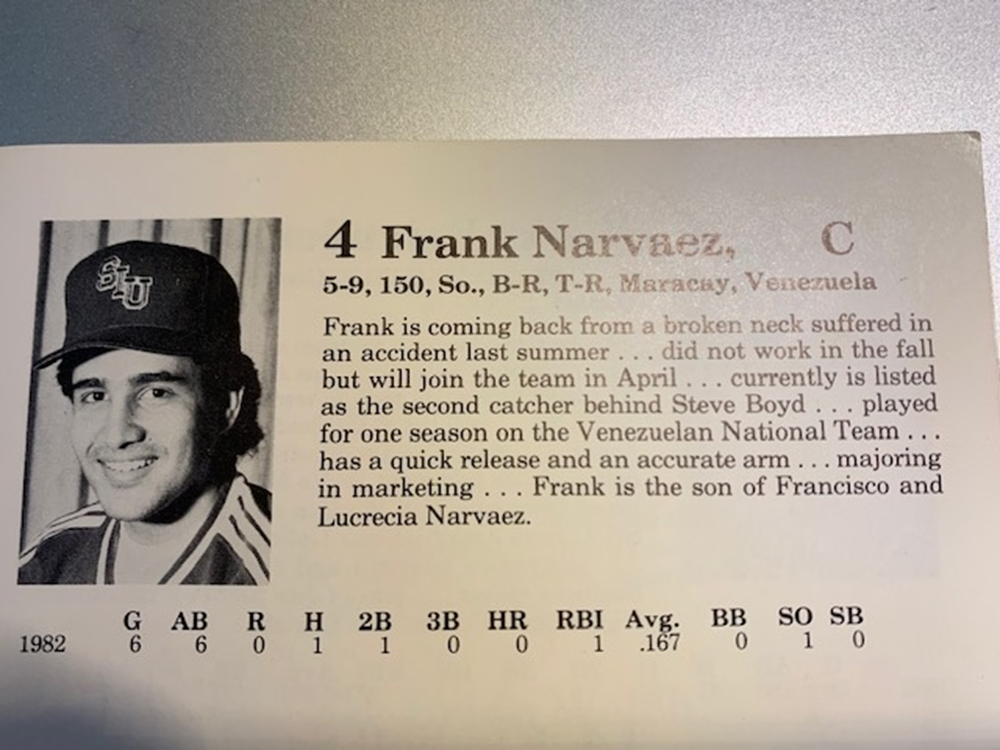 SLU
4 Frank Narvaez, C
5-9, 150, So., B-R, T-R, Maracay, Venezuela
Frank is coming back from a broken neck suffered in
an accident last summer . . . did not work in the fall
but will join the team in April . . . currently is listed
as the second catcher behind Steve Boyd . . . played
for one season on the Venezuelan National Team . . .
has a quick release and an accurate arm . . . majoring
in marketing . . . Frank is the son of Francisco and
Lucrecia Narvaez.
G AB R H 2B 3B HR RBI Avg. BB SO SB
1982 6 6 0 1 1 0 0 1 .167 0 1 0